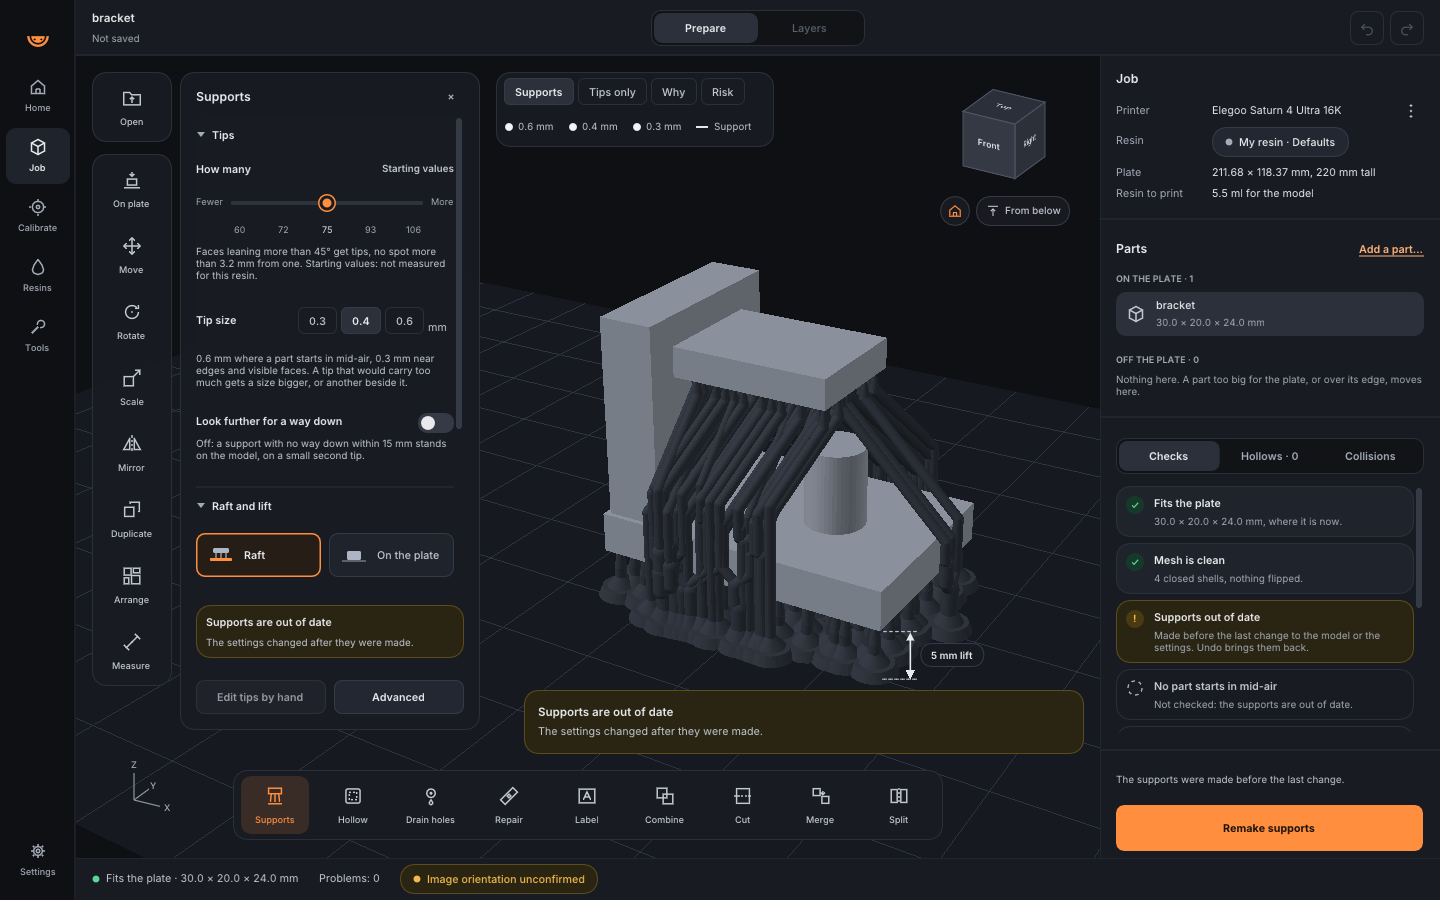 bracket
Not saved
Prepare
Layers
Home
Job
Calibrate
Resins
Tools
Settings
Open
On plate
Move
Rotate
Scale
Mirror
Duplicate
Arrange
Measure
Supports
×
Tips
How many
Starting values
Fewer
More
60 72 75 93 106
Faces leaning more than 45° get tips, no spot more
than 3.2 mm from one. Starting values: not measured
for this resin.
Tip size
0.3
0.4
0.6
mm
0.6 mm where a part starts in mid-air, 0.3 mm near
edges and visible faces. A tip that would carry too
much gets a size bigger, or another beside it.
Look further for a way down
Off: a support with no way down within 15 mm stands
on the model, on a small second tip.
Raft and lift
Raft
On the plate
Supports are out of date
The settings changed after they were made.
Edit tips by hand
Advanced
Supports
Tips only
Why
Risk
0.6 mm
0.4 mm
0.3 mm
Support
Top
Front
Right
From below
5 mm lift
Supports are out of date
The settings changed after they were made.
Z
Y
X
Supports
Hollow
Drain holes
Repair
Label
Combine
Cut
Merge
Split
Job
Printer
Elegoo Saturn 4 Ultra 16K
Resin
My resin · Defaults
Plate
211.68 × 118.37 mm, 220 mm tall
Resin to print
5.5 ml for the model
Parts
Add a part...
ON THE PLATE · 1
bracket
30.0 × 20.0 × 24.0 mm
OFF THE PLATE · 0
Nothing here. A part too big for the plate, or over its edge, moves
here.
Checks
Hollows · 0
Collisions
Fits the plate
30.0 × 20.0 × 24.0 mm, where it is now.
Mesh is clean
4 closed shells, nothing flipped.
Supports out of date
Made before the last change to the model or the
settings. Undo brings them back.
No part starts in mid-air
Not checked: the supports are out of date.
The supports were made before the last change.
Remake supports
Fits the plate · 30.0 × 20.0 × 24.0 mm
Problems: 0
Image orientation unconfirmed